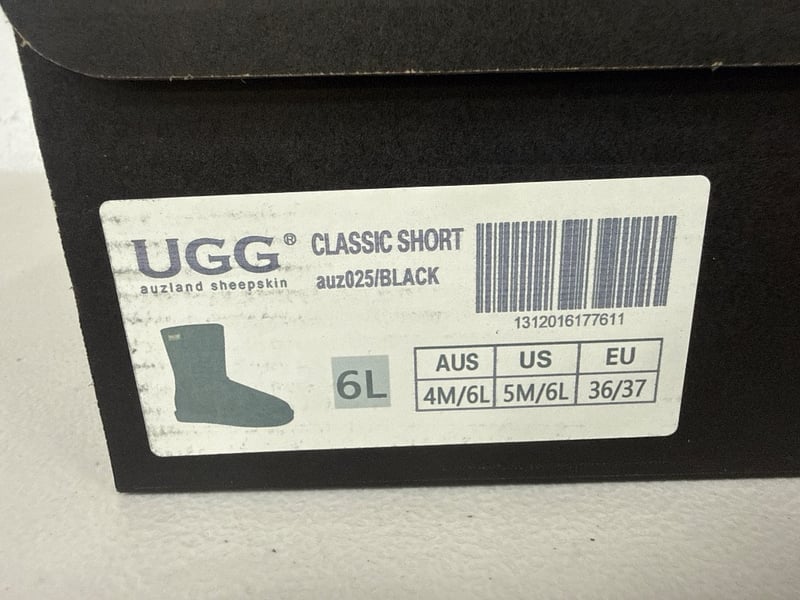 UGG® CLASSIC SHORT
auzland sheepskin auz025/BLACK
1312016177611
6L
AUS US EU
4M/6L 5M/6L 36/37